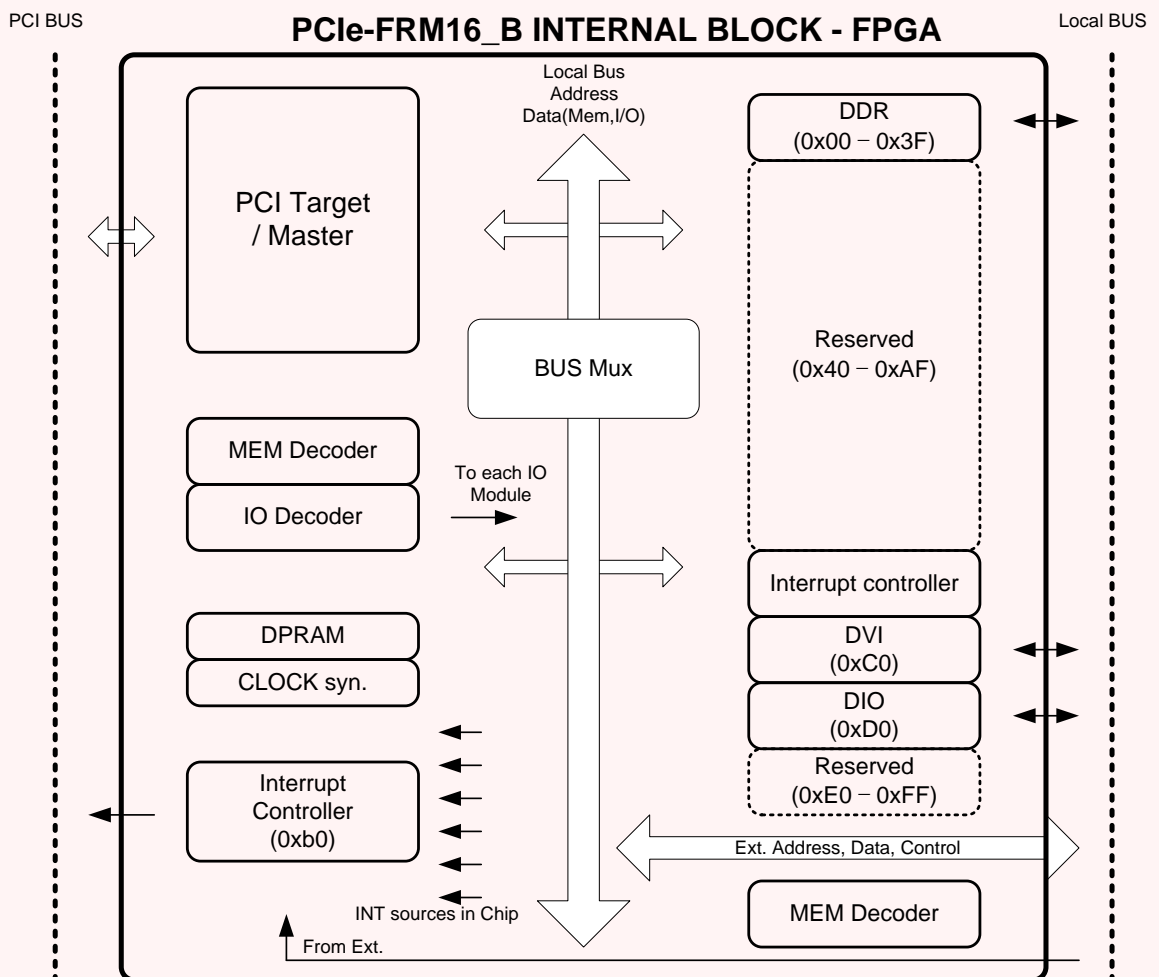 PCI BUS
Local BUS
PCIe-FRM16_B INTERNAL BLOCK - FPGA
Local Bus
Address
Data(Mem,I/O)
PCI Target
/ Master
DDR
(0x00 – 0x3F)
BUS Mux
Reserved
(0x40 – 0xAF)
MEM Decoder
IO Decoder
To each IO
Module
Interrupt controller
DPRAM
CLOCK syn.
DVI
(0xC0)
DIO
(0xD0)
Interrupt
Controller
(0xb0)
Reserved
(0xE0 – 0xFF)
Ext. Address, Data, Control
INT sources in Chip
MEM Decoder
From Ext.